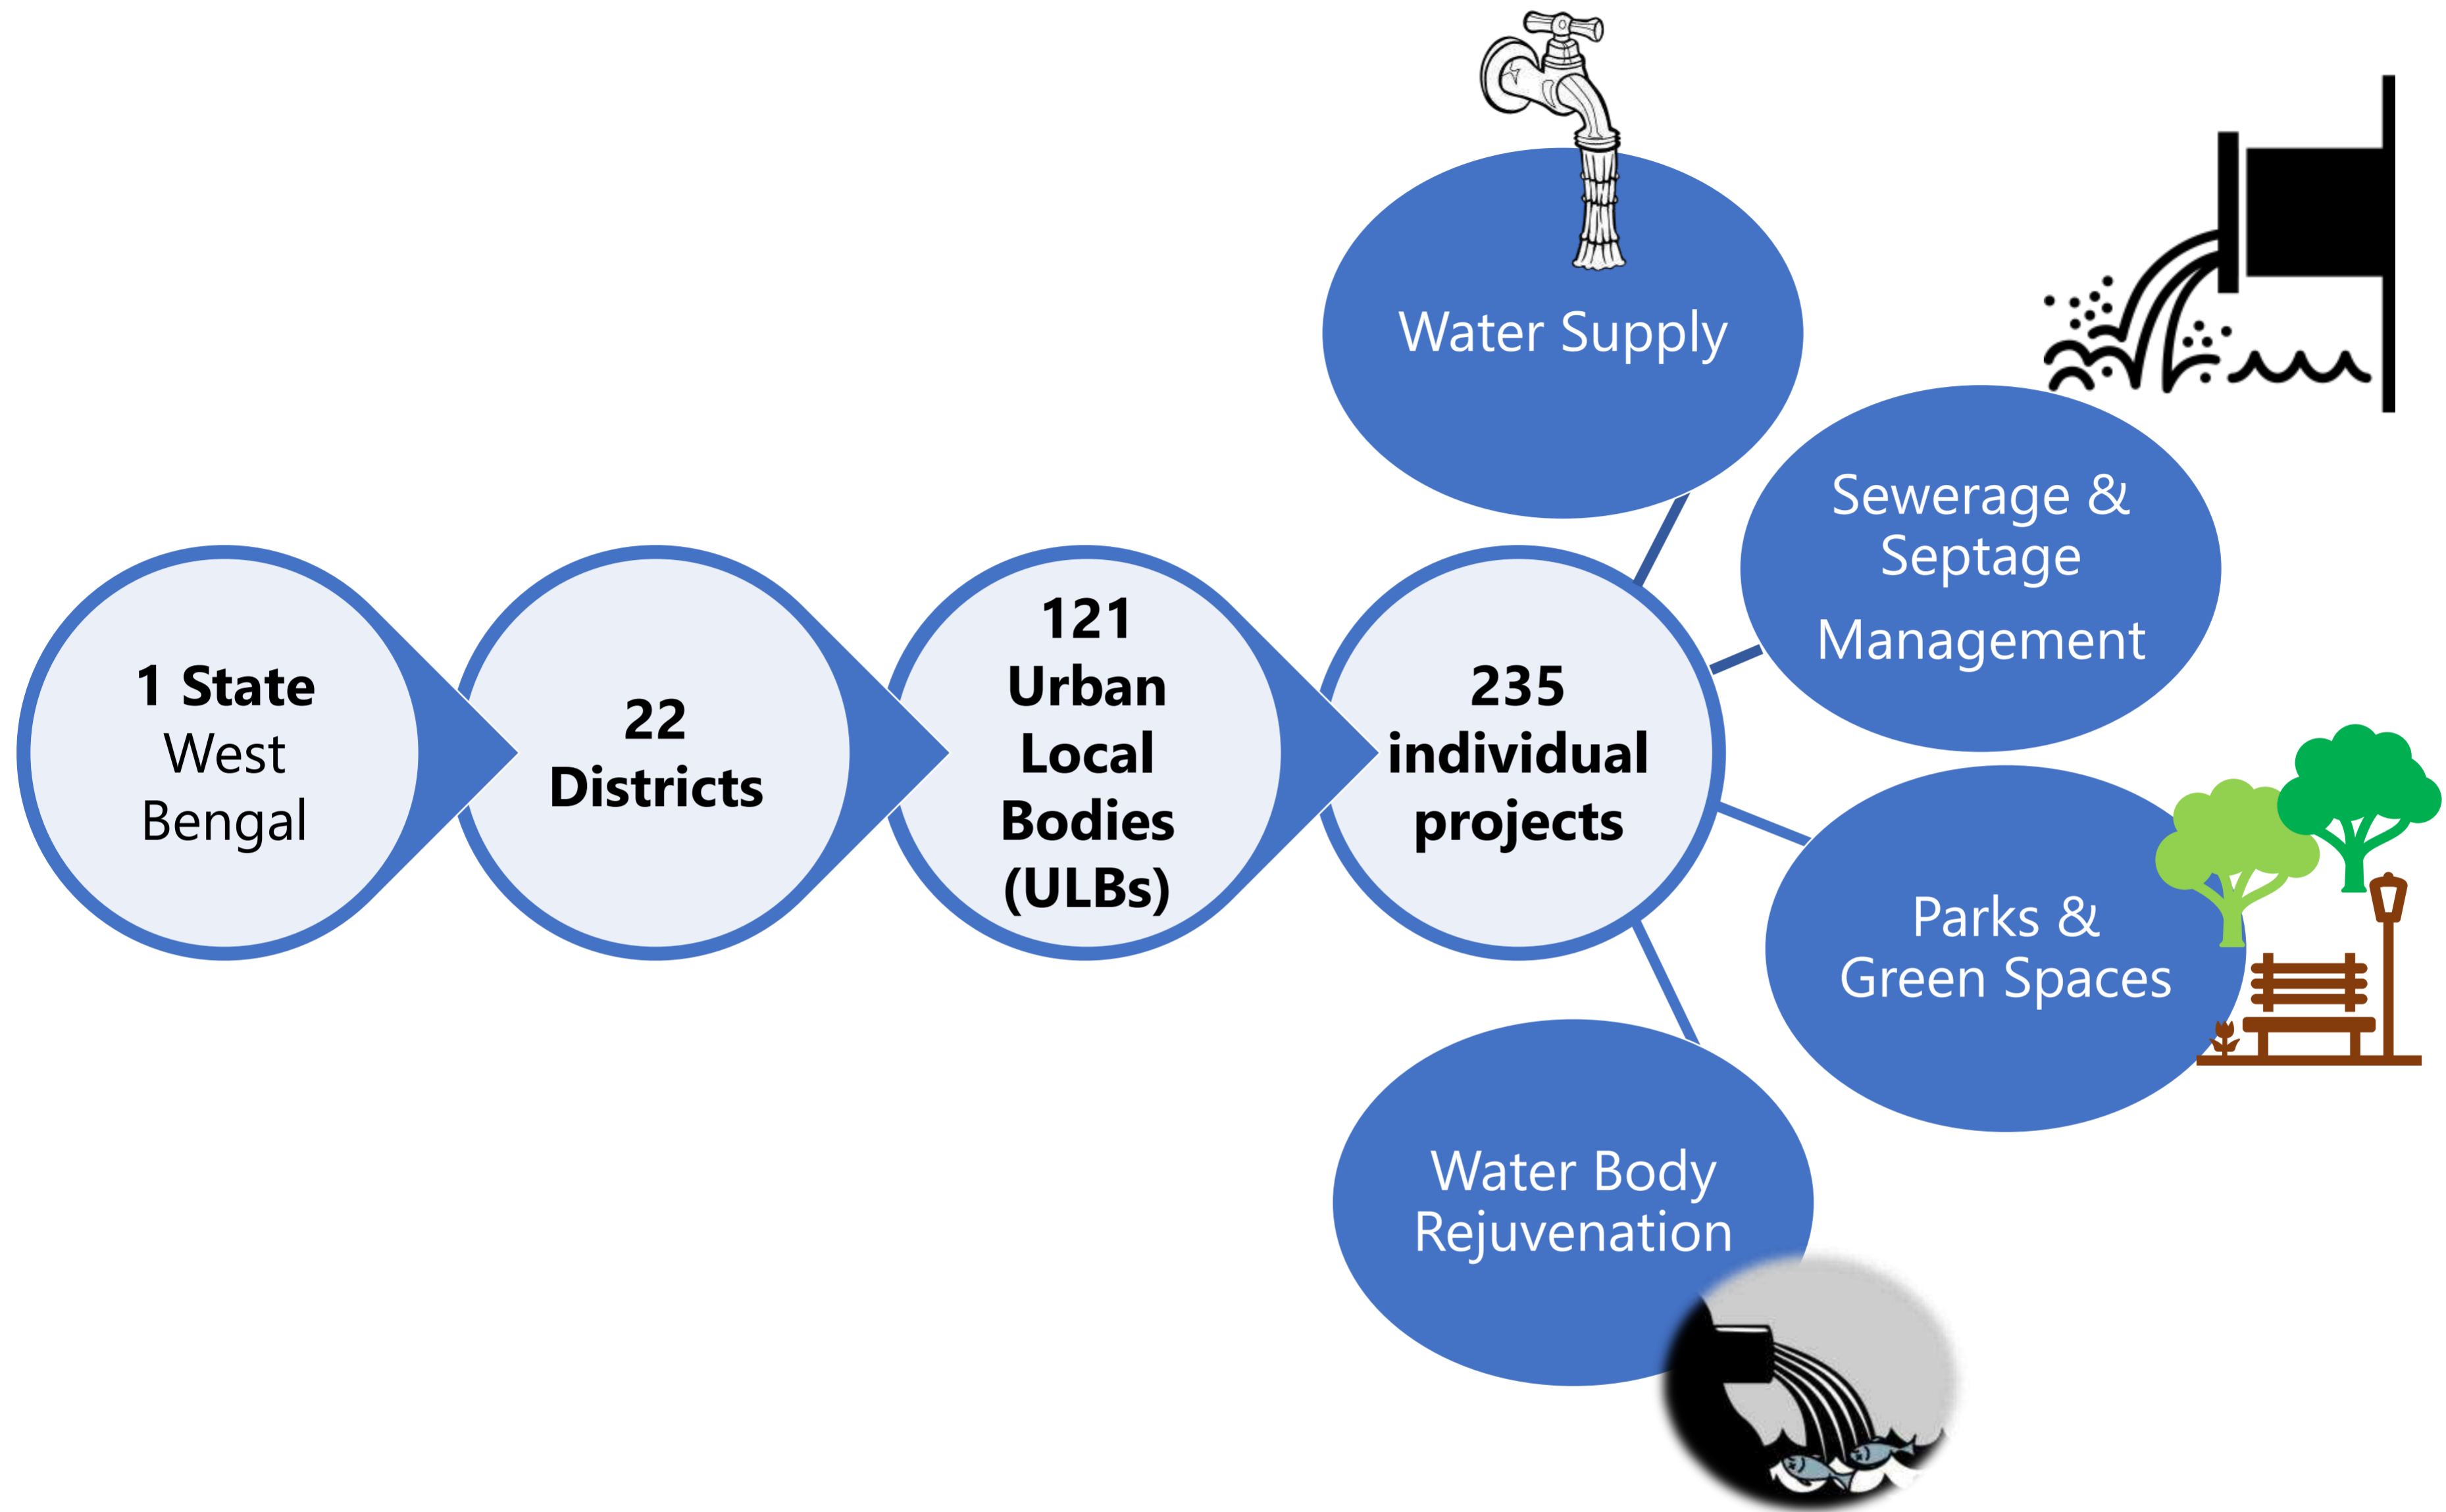 1 State
West
Bengal
22
Districts
121
Urban
Local
Bodies
(ULBs)
235
individual
projects
Water Supply
Sewerage &
Septage
Management
Parks &
Green Spaces
Water Body
Rejuvenation